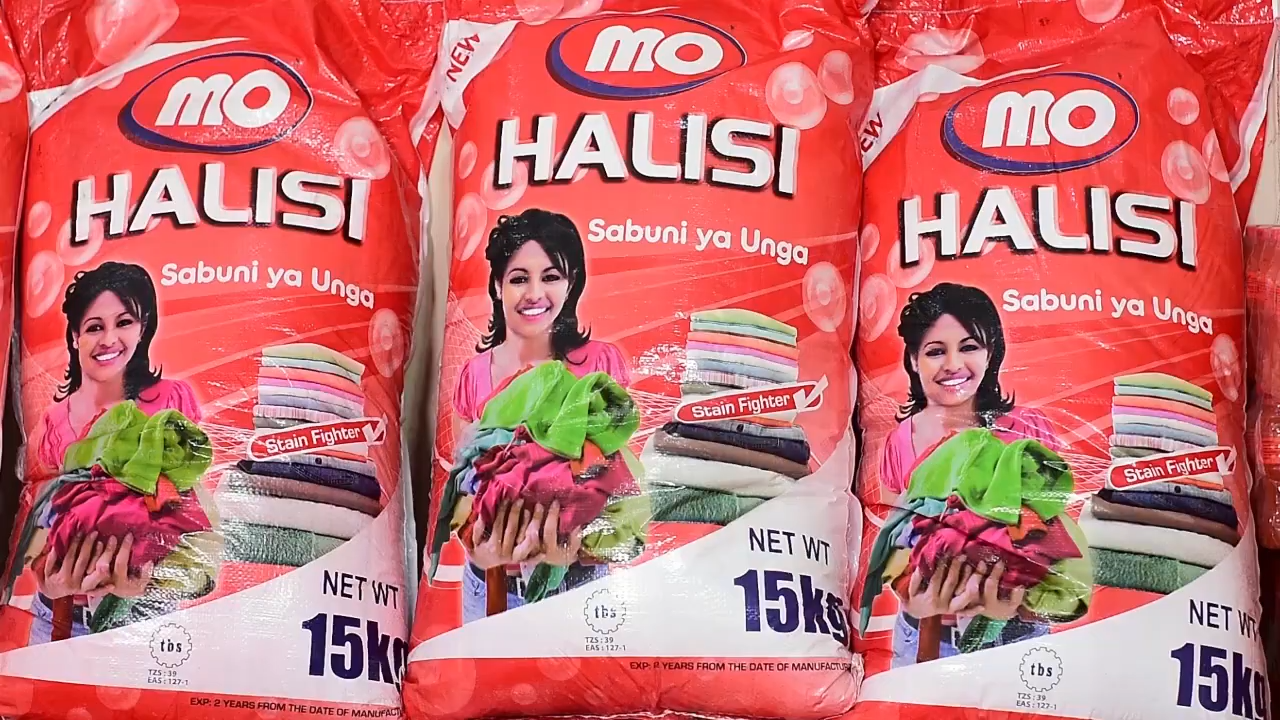 MO
HALISI
Sabuni ya Unga
Stain Fighter
NET WT
15kg
tbs
TZS : 39
EAS : 127-1
EXP: 2 YEARS FROM THE DATE OF MANUFACT
NEW
MO
HALISI
Sabuni ya Unga
Stain Fighter
NET WT
15kg
tbs
TZS : 39
EAS : 127-1
EXP: 2 YEARS FROM THE DATE OF MANUFACTUR
NEW
MO
HALISI
Sabuni ya Unga
Stain Fighter
NET WT
15kg
tbs
TZS : 39
EAS : 127-1